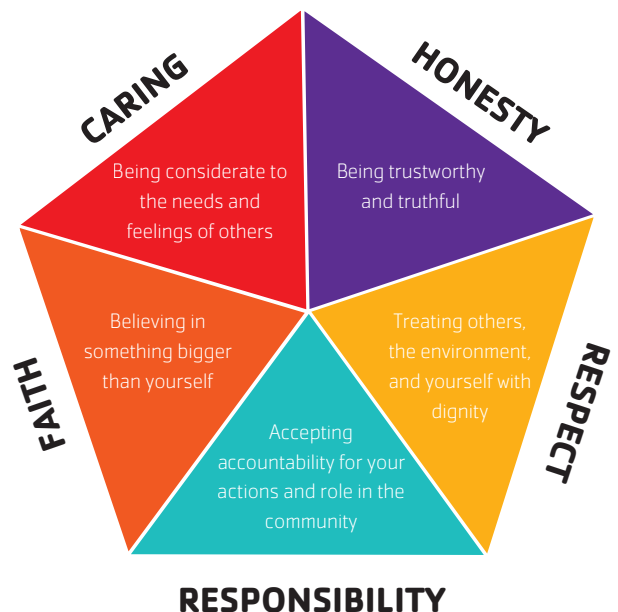 CARING
Being considerate to
the needs and
feelings of others
HONESTY
Being trustworthy
and truthful
RESPECT
Treating others,
the environment,
and yourself with
dignity
RESPONSIBILITY
Accepting
accountability for your
actions and role in the
community
FAITH
Believing in
something bigger
than yourself